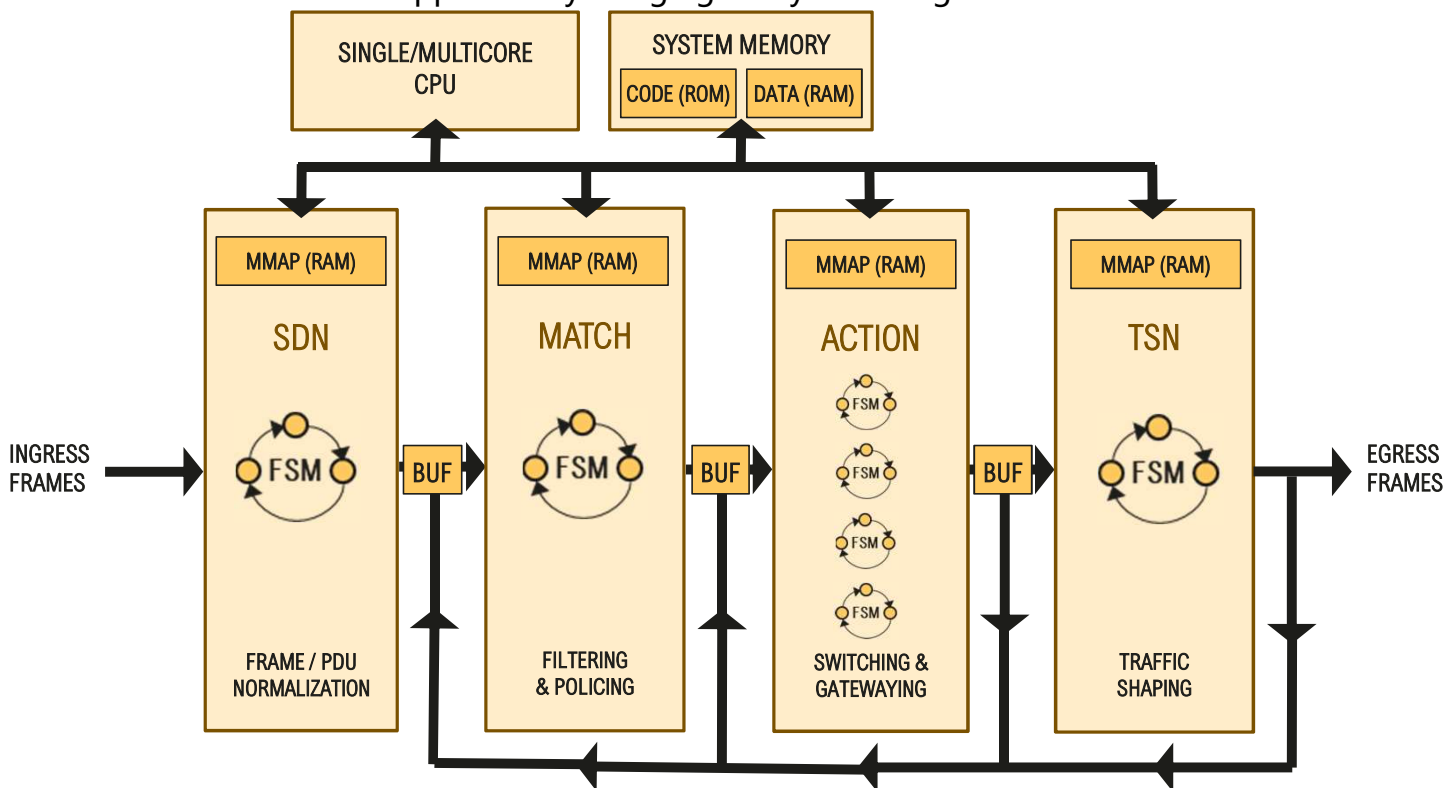 SINGLE/MULTICORE
CPU
SYSTEM MEMORY
CODE (ROM)
DATA (RAM)
MMAP (RAM)
MMAP (RAM)
MMAP (RAM)
MMAP (RAM)
SDN
MATCH
ACTION
TSN
INGRESS
FRAMES
FSM
BUF
FSM
BUF
FSM
FSM
FSM
FSM
BUF
FSM
EGRESS
FRAMES
FRAME / PDU
NORMALIZATION
FILTERING
& POLICING
SWITCHING &
GATEWAYING
TRAFFIC
SHAPING